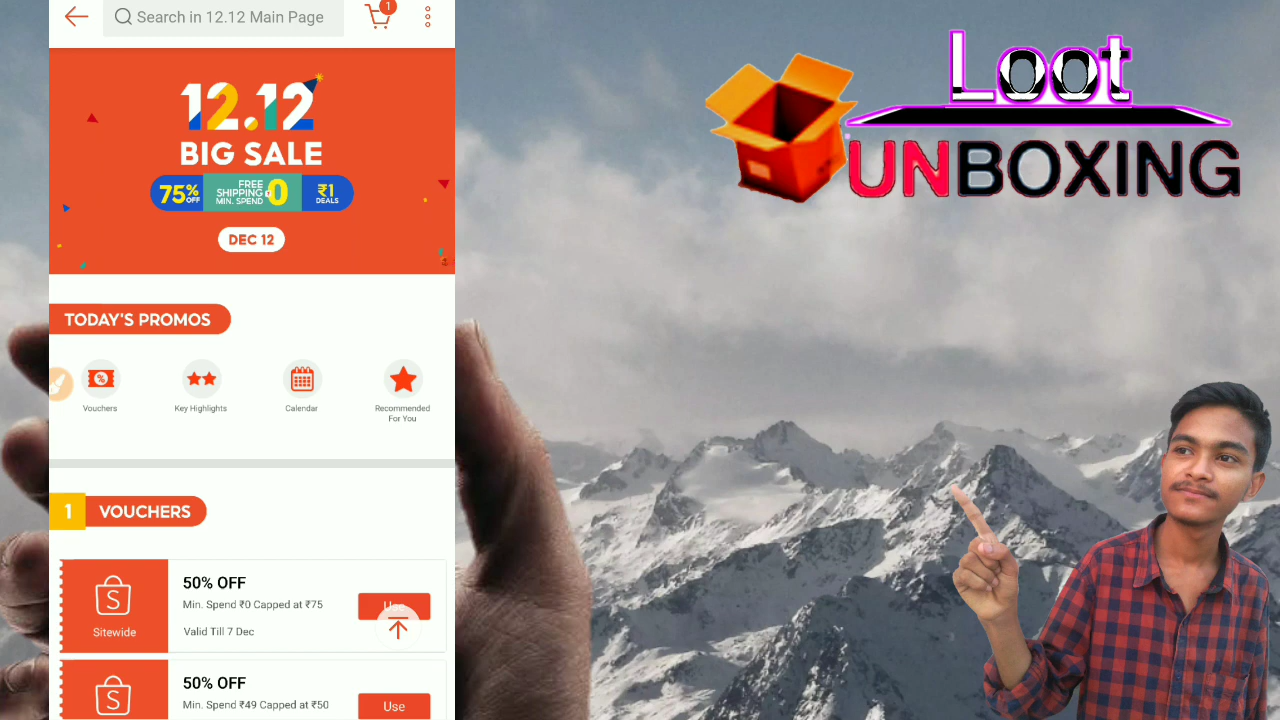 Search in 12.12 Main Page
1
12.12
BIG SALE
75% OFF
FREE SHIPPING MIN. SPEND ₹0
₹1 DEALS
DEC 12
TODAY'S PROMOS
Vouchers
Key Highlights
Calendar
Recommended
For You
1 VOUCHERS
50% OFF
Min. Spend ₹0 Capped at ₹75
Use
Valid Till 7 Dec
S
Sitewide
50% OFF
Min. Spend ₹49 Capped at ₹50
Use
S
Loot
UNBOXING